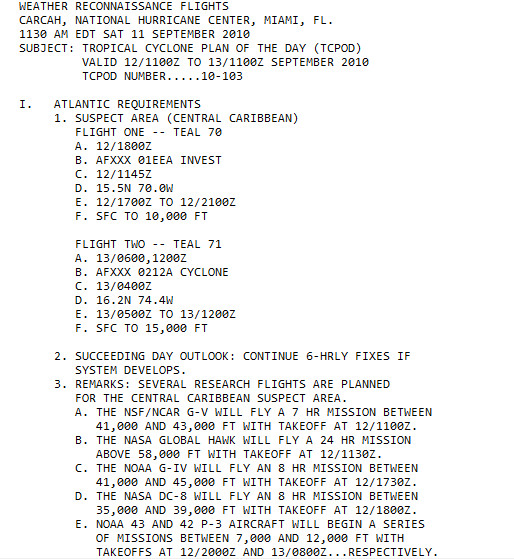 WEATHER RECONNAISSANCE FLIGHTS
CARCAH, NATIONAL HURRICANE CENTER, MIAMI, FL.
1130 AM EDT SAT 11 SEPTEMBER 2010
SUBJECT: TROPICAL CYCLONE PLAN OF THE DAY (TCPOD)
VALID 12/1100Z TO 13/1100Z SEPTEMBER 2010
TCPOD NUMBER.....10-103
I. ATLANTIC REQUIREMENTS
1. SUSPECT AREA (CENTRAL CARIBBEAN)
FLIGHT ONE -- TEAL 70
A. 12/1800Z
B. AFXXX 01EEA INVEST
C. 12/1145Z
D. 15.5N 70.0W
E. 12/1700Z TO 12/2100Z
F. SFC TO 10,000 FT
FLIGHT TWO -- TEAL 71
A. 13/0600,1200Z
B. AFXXX 0212A CYCLONE
C. 13/0400Z
D. 16.2N 74.4W
E. 13/0500Z TO 13/1200Z
F. SFC TO 15,000 FT
2. SUCCEEDING DAY OUTLOOK: CONTINUE 6-HRLY FIXES IF
SYSTEM DEVELOPS.
3. REMARKS: SEVERAL RESEARCH FLIGHTS ARE PLANNED
FOR THE CENTRAL CARIBBEAN SUSPECT AREA.
A. THE NSF/NCAR G-V WILL FLY A 7 HR MISSION BETWEEN
41,000 AND 43,000 FT WITH TAKEOFF AT 12/1100Z.
B. THE NASA GLOBAL HAWK WILL FLY A 24 HR MISSION
ABOVE 58,000 FT WITH TAKEOFF AT 12/1130Z.
C. THE NOAA G-IV WILL FLY AN 8 HR MISSION BETWEEN
41,000 AND 45,000 FT WITH TAKEOFF AT 12/1730Z.
D. THE NASA DC-8 WILL FLY AN 8 HR MISSION BETWEEN
35,000 AND 39,000 FT WITH TAKEOFF AT 12/1800Z.
E. NOAA 43 AND 42 P-3 AIRCRAFT WILL BEGIN A SERIES
OF MISSIONS BETWEEN 7,000 AND 12,000 FT WITH
TAKEOFFS AT 12/2000Z AND 13/0800Z...RESPECTIVELY.